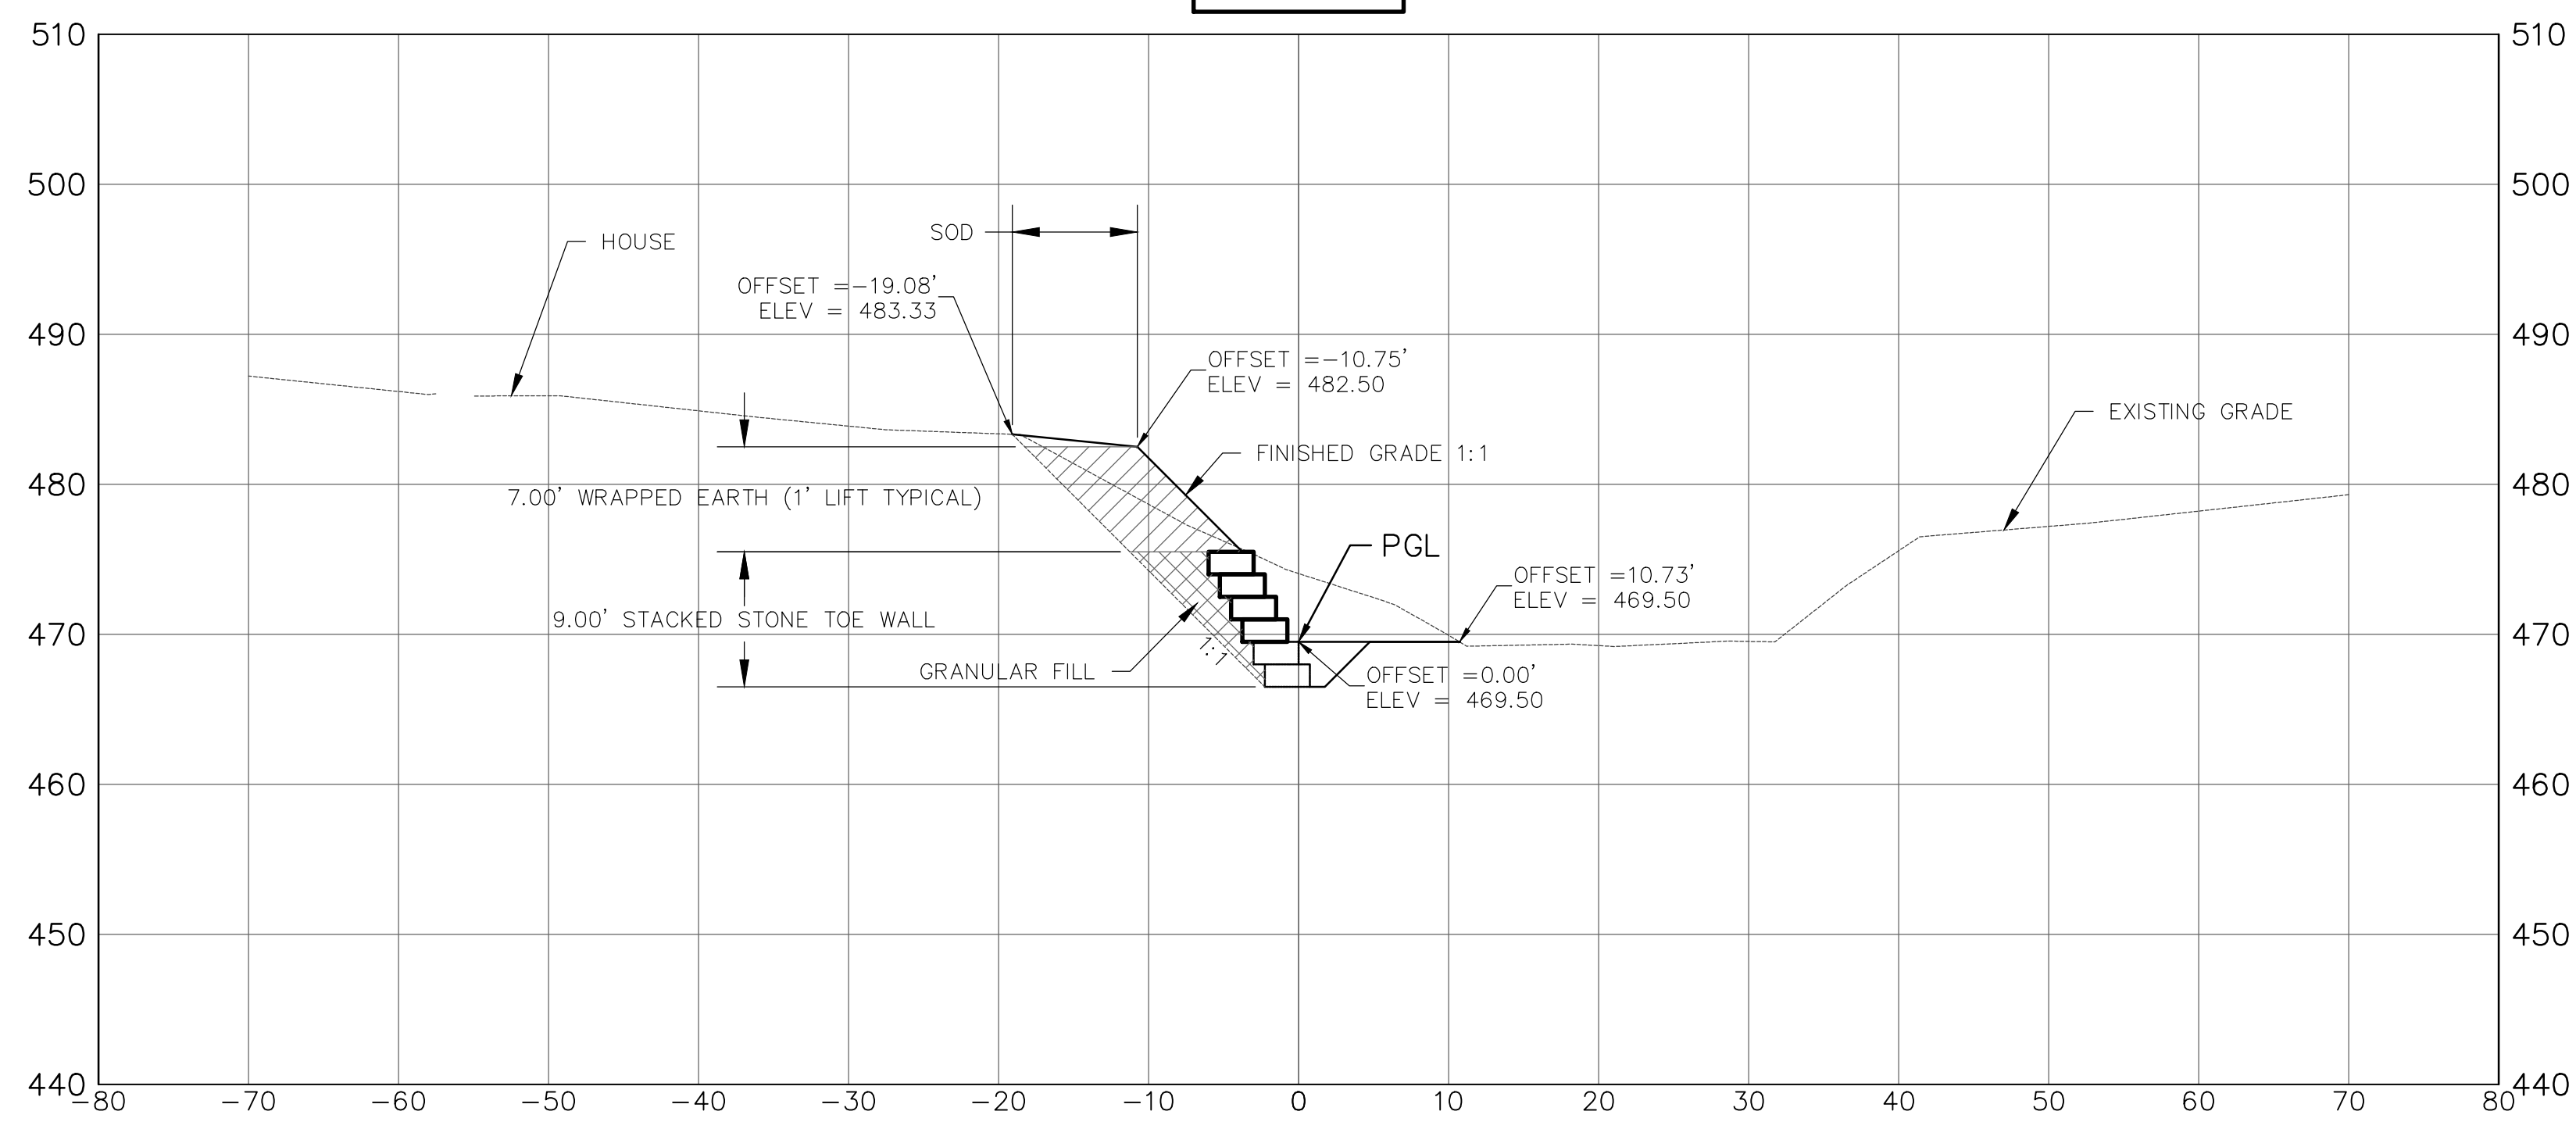 510
510
500
500
SOD
HOUSE
OFFSET =-19.08'
ELEV = 483.33
490
490
OFFSET =-10.75'
ELEV = 482.50
EXISTING GRADE
FINISHED GRADE 1:1
480
480
7.00' WRAPPED EARTH (1' LIFT TYPICAL)
PGL
OFFSET =10.73'
ELEV = 469.50
9.00' STACKED STONE TOE WALL
470
470
1:1
GRANULAR FILL
OFFSET =0.00'
ELEV = 469.50
460
460
450
450
440
440
-80 -70 -60 -50 -40 -30 -20 -10 0 10 20 30 40 50 60 70 80